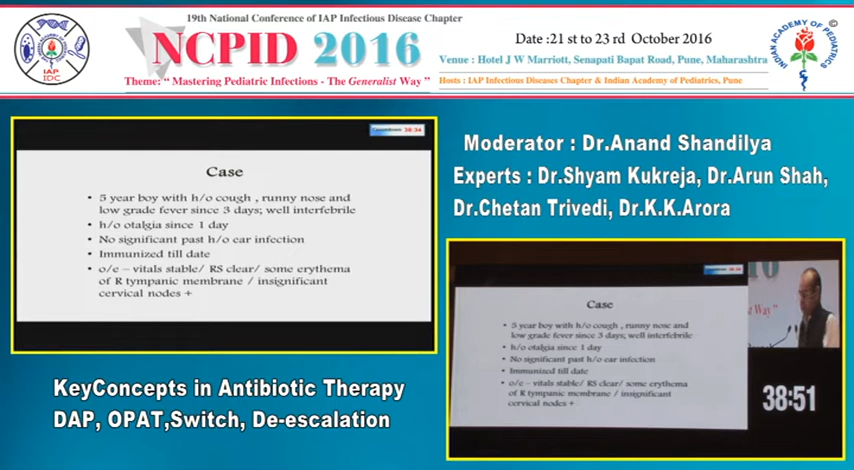 19th National Conference of IAP Infectious Disease Chapter
NCPID 2016
Theme: “ Mastering Pediatric Infections - The Generalist Way ”
Date :21 st to 23 rd October 2016
Venue : Hotel J W Marriott, Senapati Bapat Road, Pune, Maharashtra
Hosts : IAP Infectious Diseases Chapter & Indian Academy of Pediatrics, Pune
IAP
IDC
INDIAN ACADEMY OF PEDIATRICS
©
Countdown 38:34
Case
• 5 year boy with h/o cough , runny nose and
low grade fever since 3 days; well interfebrile
• h/o otalgia since 1 day
• No significant past h/o ear infection
• Immunized till date
• o/e – vitals stable/ RS clear/ some erythema
of R tympanic membrane / insignificant
cervical nodes +
Moderator : Dr.Anand Shandilya
Experts : Dr.Shyam Kukreja, Dr.Arun Shah,
Dr.Chetan Trivedi, Dr.K.K.Arora
Case
• 5 year boy with h/o cough , runny nose and
low grade fever since 3 days; well interfebrile
• h/o otalgia since 1 day
• No significant past h/o ear infection
• Immunized till date
• o/e – vitals stable/ RS clear/ some erythema
of R tympanic membrane / insignificant
cervical nodes +
16
Way ”
38:51
KeyConcepts in Antibiotic Therapy
DAP, OPAT,Switch, De-escalation